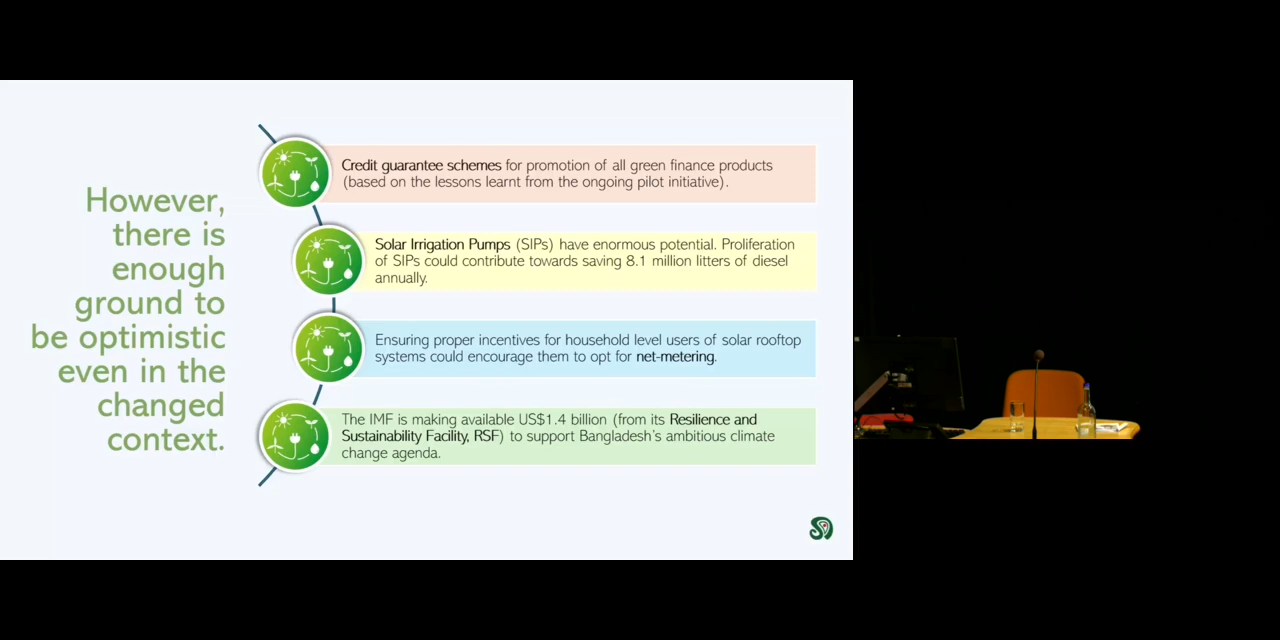 However,
there is
enough
ground to
be optimistic
even in the
changed
context.
Credit guarantee schemes for promotion of all green finance products
(based on the lessons learnt from the ongoing pilot initiative).
Solar Irrigation Pumps (SIPs) have enormous potential. Proliferation
of SIPs could contribute towards saving 8.1 million litters of diesel
annually.
Ensuring proper incentives for household level users of solar rooftop
systems could encourage them to opt for net-metering.
The IMF is making available US$1.4 billion (from its Resilience and
Sustainability Facility, RSF) to support Bangladesh's ambitious climate
change agenda.